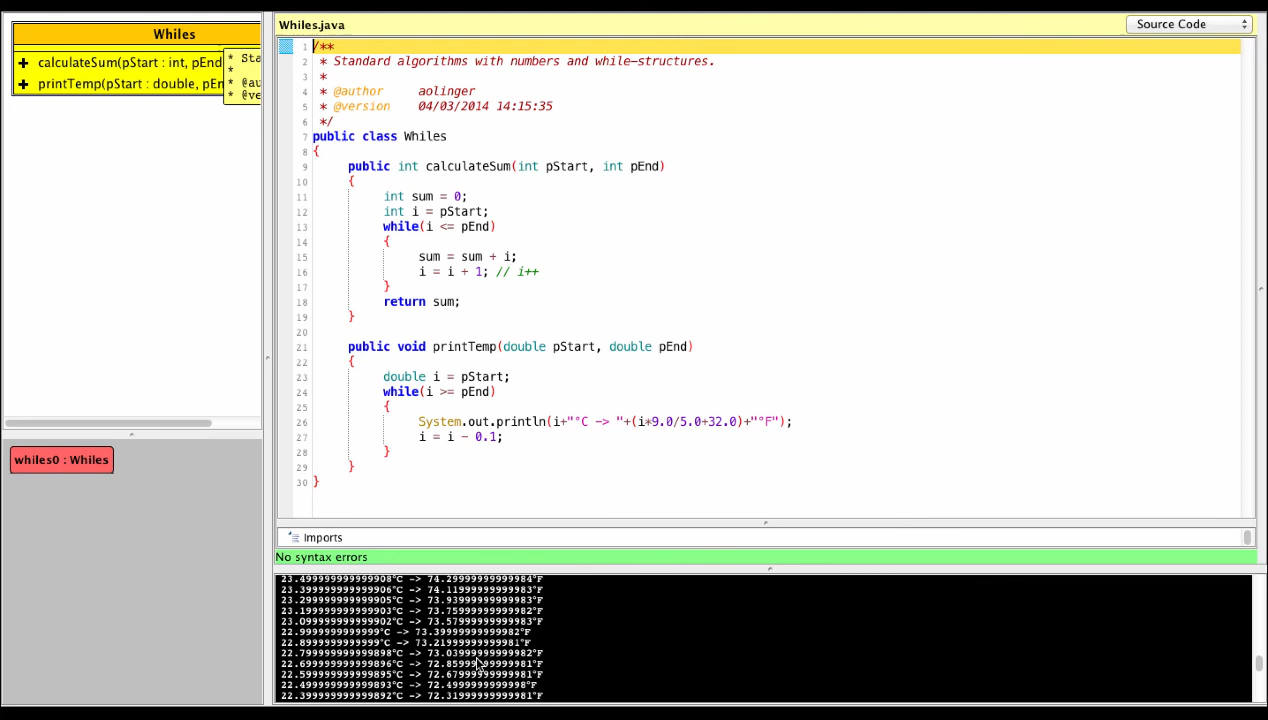 Whiles
calculateSum(pStart : int, pEnd
printTemp(pStart : double, pEn
* Sta
*
* @au
* @ve
whiles0 : Whiles
Whiles.java
Source Code
1 /**
2 * Standard algorithms with numbers and while-structures.
3 *
4 * @author aolinger
5 * @version 04/03/2014 14:15:35
6 */
7 public class Whiles
8 {
9 public int calculateSum(int pStart, int pEnd)
10 {
11 int sum = 0;
12 int i = pStart;
13 while(i <= pEnd)
14 {
15 sum = sum + i;
16 i = i + 1; // i++
17 }
18 return sum;
19 }
20
21 public void printTemp(double pStart, double pEnd)
22 {
23 double i = pStart;
24 while(i >= pEnd)
25 {
26 System.out.println(i+"°C -> "+(i*9.0/5.0+32.0)+"°F");
27 i = i - 0.1;
28 }
29 }
30 }
Imports
No syntax errors
23.499999999999908°C -> 74.29999999999984°F
23.399999999999906°C -> 74.11999999999983°F
23.299999999999905°C -> 73.93999999999983°F
23.199999999999903°C -> 73.75999999999982°F
23.099999999999902°C -> 73.57999999999983°F
22.9999999999999°C -> 73.39999999999982°F
22.8999999999999°C -> 73.21999999999981°F
22.799999999999898°C -> 73.03999999999982°F
22.699999999999896°C -> 72.85999999999981°F
22.599999999999895°C -> 72.67999999999981°F
22.499999999999893°C -> 72.4999999999998°F
22.399999999999892°C -> 72.31999999999981°F